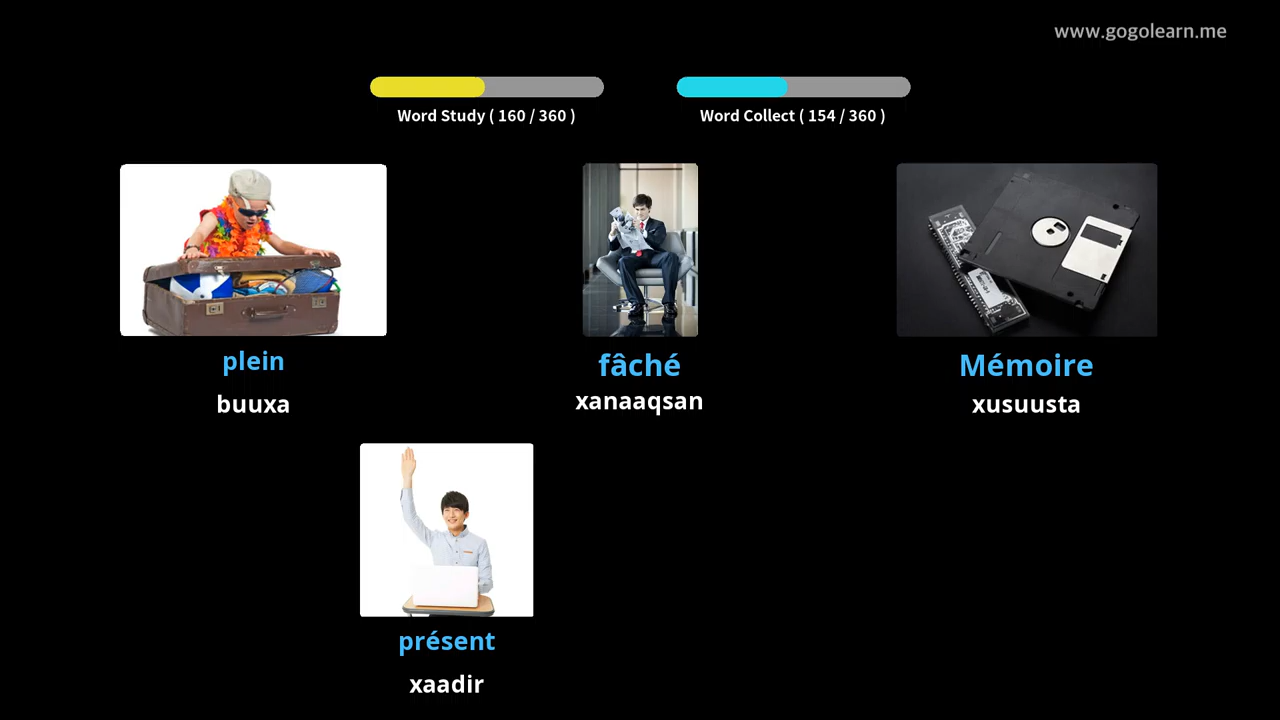 www.gogolearn.me
Word Study ( 160 / 360 )
Word Collect ( 154 / 360 )
plein
buuxa
fâché
xanaaqsan
Mémoire
xusuusta
présent
xaadir